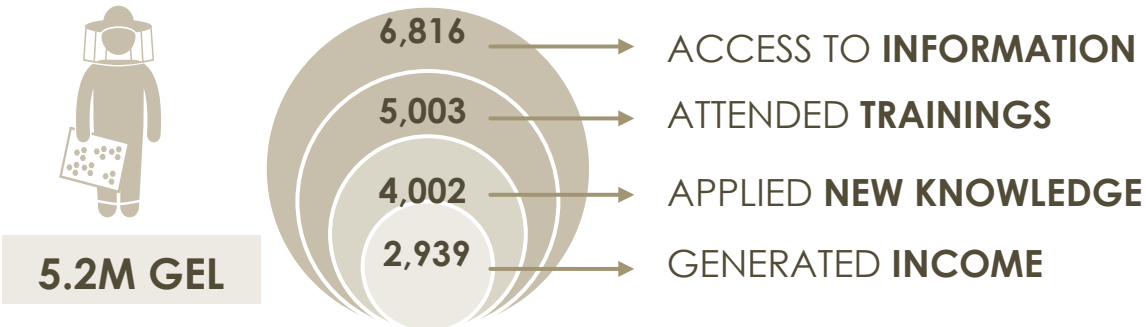 6,816
ACCESS TO INFORMATION
5,003
ATTENDED TRAININGS
4,002
APPLIED NEW KNOWLEDGE
2,939
GENERATED INCOME
5.2M GEL